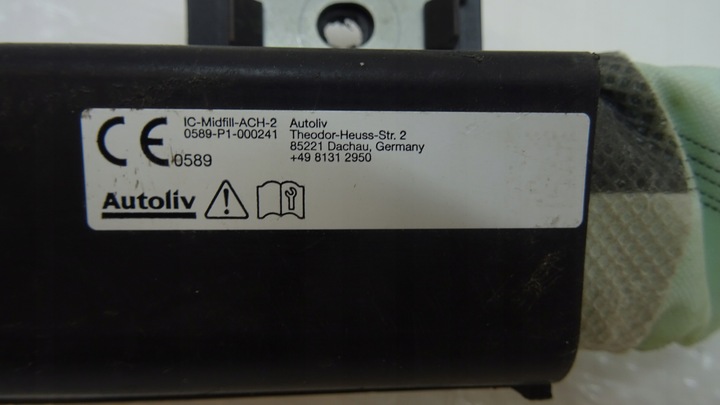 CE 0589
IC-Midfill-ACH-2
0589-P1-000241
Autoliv
Theodor-Heuss-Str. 2
85221 Dachau, Germany
+49 8131 2950
Autoliv